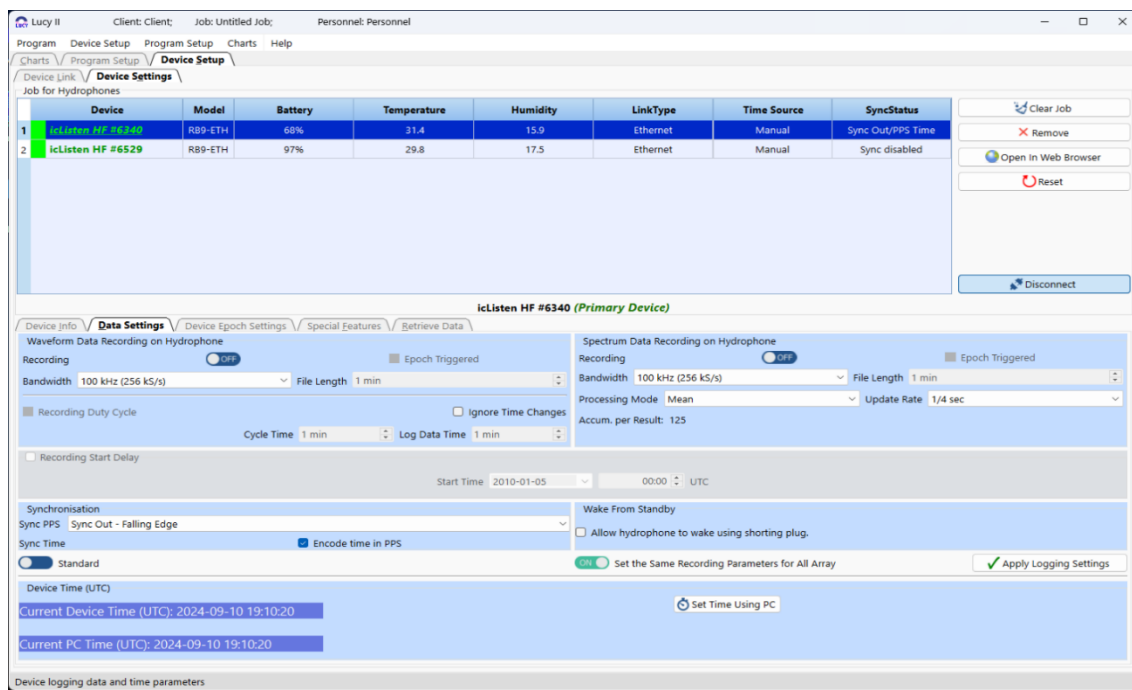 Lucy II Client: Client; Job: Untitled Job; Personnel: Personnel
Program Device Setup Program Setup Charts Help
Charts Program Setup Device Setup
Device Link Device Settings
Job for Hydrophones
Device Model Battery Temperature Humidity LinkType Time Source SyncStatus
1 icListen HF #6340 RB9-ETH 68% 31.4 15.9 Ethernet Manual Sync Out/PPS Time
2 icListen HF #6529 RB9-ETH 97% 29.8 17.5 Ethernet Manual Sync disabled
Clear Job
Remove
Open In Web Browser
Reset
Disconnect
icListen HF #6340 (Primary Device)
Device Info Data Settings Device Epoch Settings Special Features Retrieve Data
Waveform Data Recording on Hydrophone
Recording OFF Epoch Triggered
Bandwidth 100 kHz (256 kS/s) File Length 1 min
Recording Duty Cycle Ignore Time Changes
Cycle Time 1 min Log Data Time 1 min
Spectrum Data Recording on Hydrophone
Recording OFF Epoch Triggered
Bandwidth 100 kHz (256 kS/s) File Length 1 min
Processing Mode Mean Update Rate 1/4 sec
Accum. per Result: 125
Recording Start Delay
Start Time 2010-01-05 00:00 UTC
Synchronisation
Sync PPS Sync Out - Falling Edge
Sync Time Encode time in PPS
Wake From Standby
Allow hydrophone to wake using shorting plug.
Standard ON Set the Same Recording Parameters for All Array Apply Logging Settings
Device Time (UTC)
Current Device Time (UTC): 2024-09-10 19:10:20
Set Time Using PC
Current PC Time (UTC): 2024-09-10 19:10:20
Device logging data and time parameters